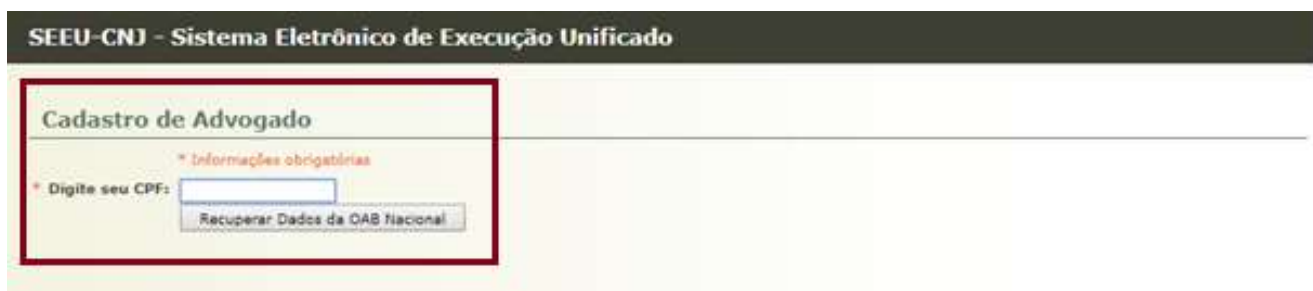 SEEU-CNJ - Sistema Eletrônico de Execução Unificado
Cadastro de Advogado
* Informações obrigatórias
* Digite seu CPF:
Recuperar Dados da OAB Nacional